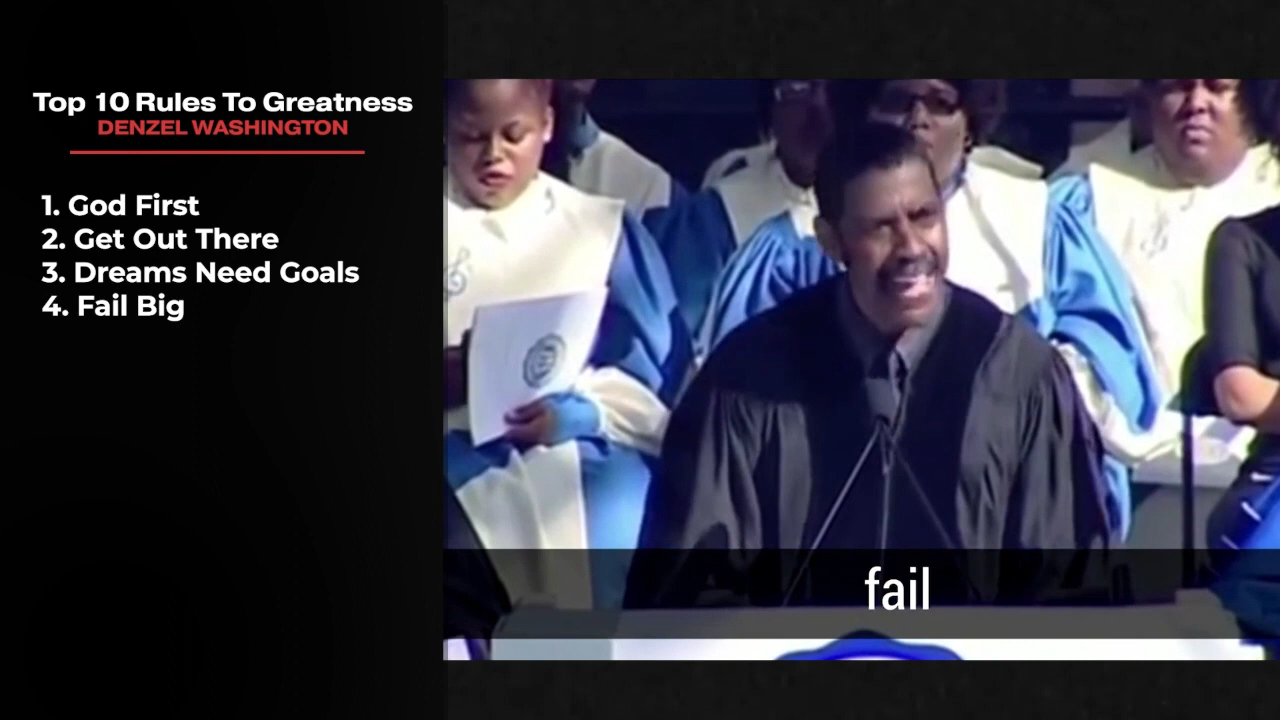 Top 10 Rules To Greatness
DENZEL WASHINGTON
1. God First
2. Get Out There
3. Dreams Need Goals
4. Fail Big
fail